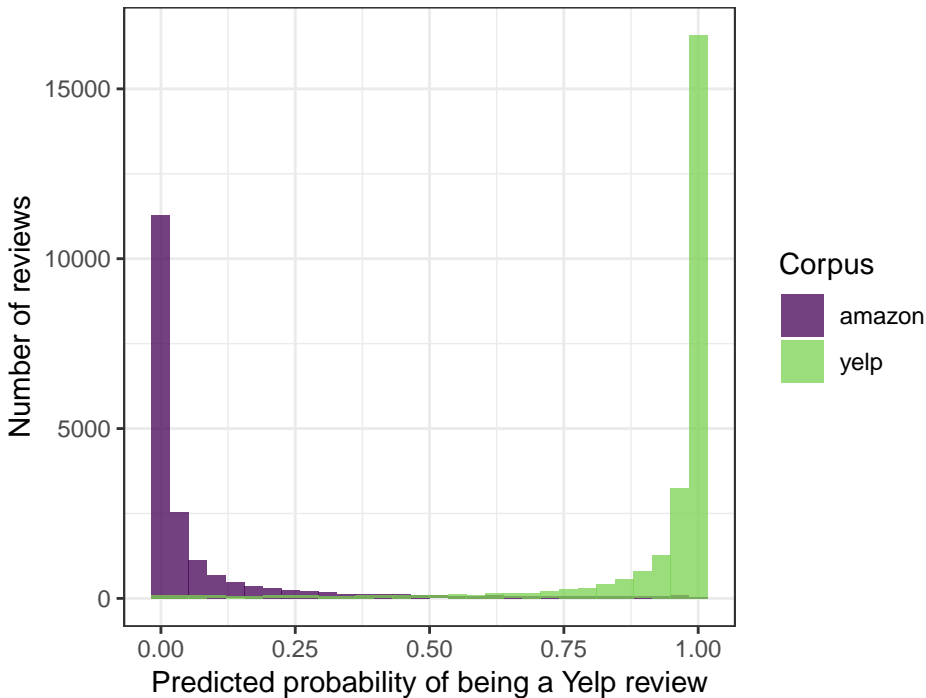 15000
10000
5000
0
Number of reviews
0.00 0.25 0.50 0.75 1.00
Predicted probability of being a Yelp review
Corpus
amazon
yelp